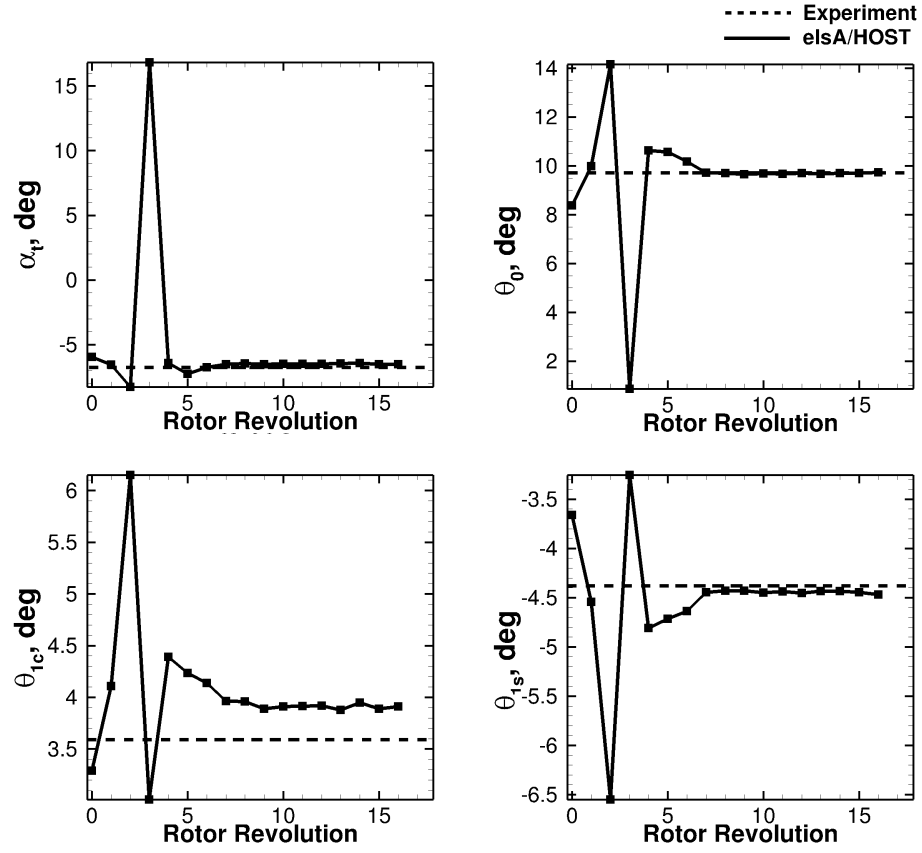 Experiment
elsA/HOST
αt, deg
15
10
5
0
-5
0 5 10 15
Rotor Revolution
θ0, deg
14
12
10
8
6
4
2
0 5 10 15
Rotor Revolution
θ1c, deg
6
5.5
5
4.5
4
3.5
0 5 10 15
Rotor Revolution
θ1s, deg
-3.5
-4
-4.5
-5
-5.5
-6
-6.5
0 5 10 15
Rotor Revolution